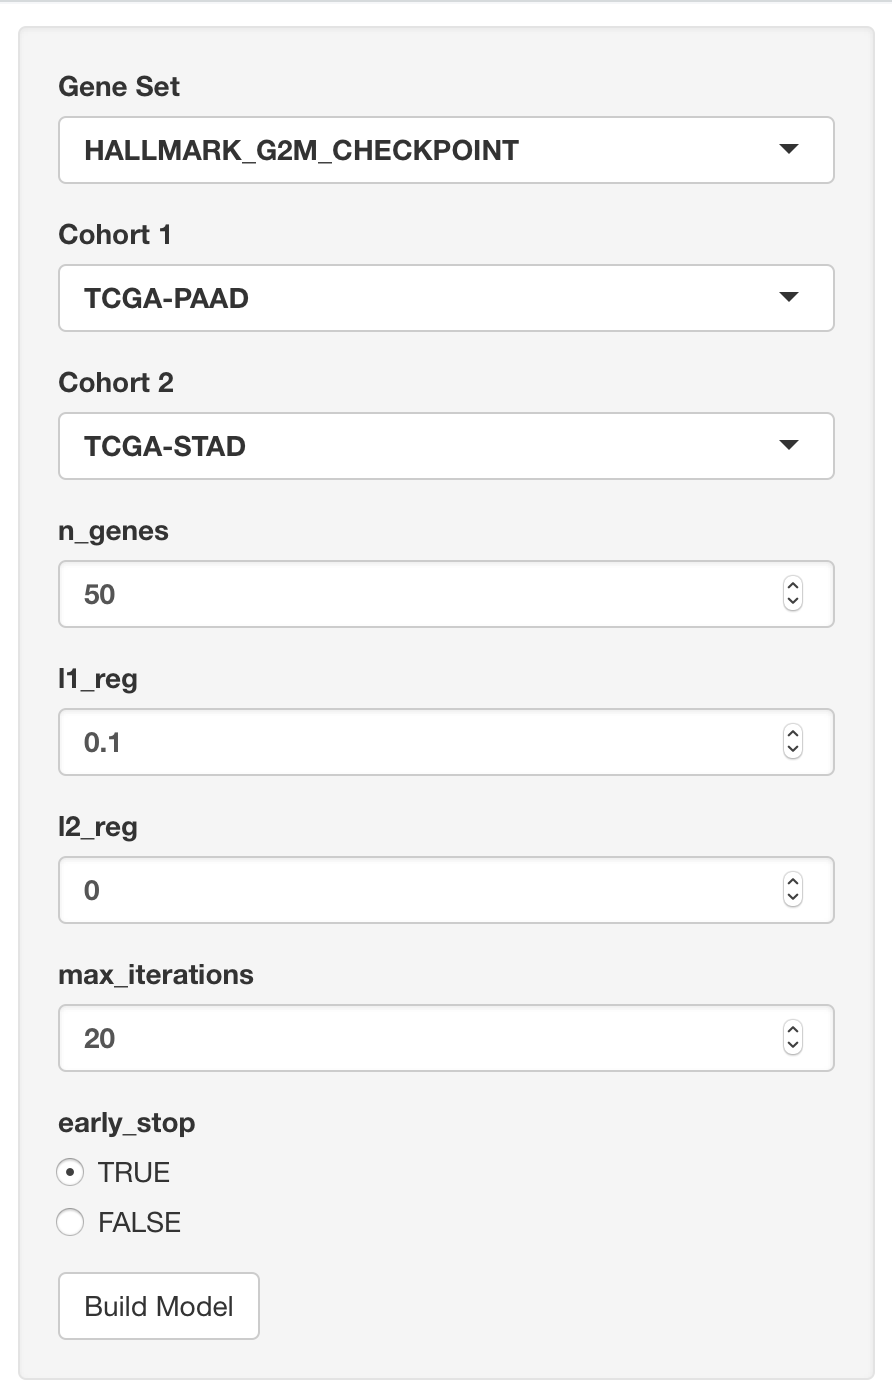 Gene Set
HALLMARK_G2M_CHECKPOINT
Cohort 1
TCGA-PAAD
Cohort 2
TCGA-STAD
n_genes
50
l1_reg
0.1
l2_reg
0
max_iterations
20
early_stop
TRUE
FALSE
Build Model